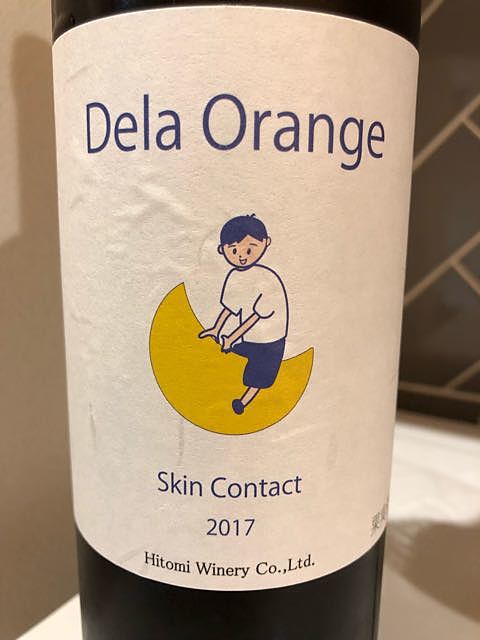 Dela Orange
Skin Contact
2017
Hitomi Winery Co.,Ltd.